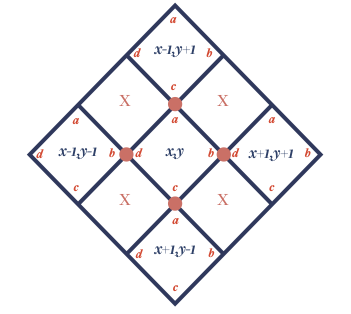 a
d x-1,y+1 b
c
X X
a a a
d x-1,y-1 b d x,y b d x+1,y+1 b
c c c
X X
a
d x+1,y-1 b
c